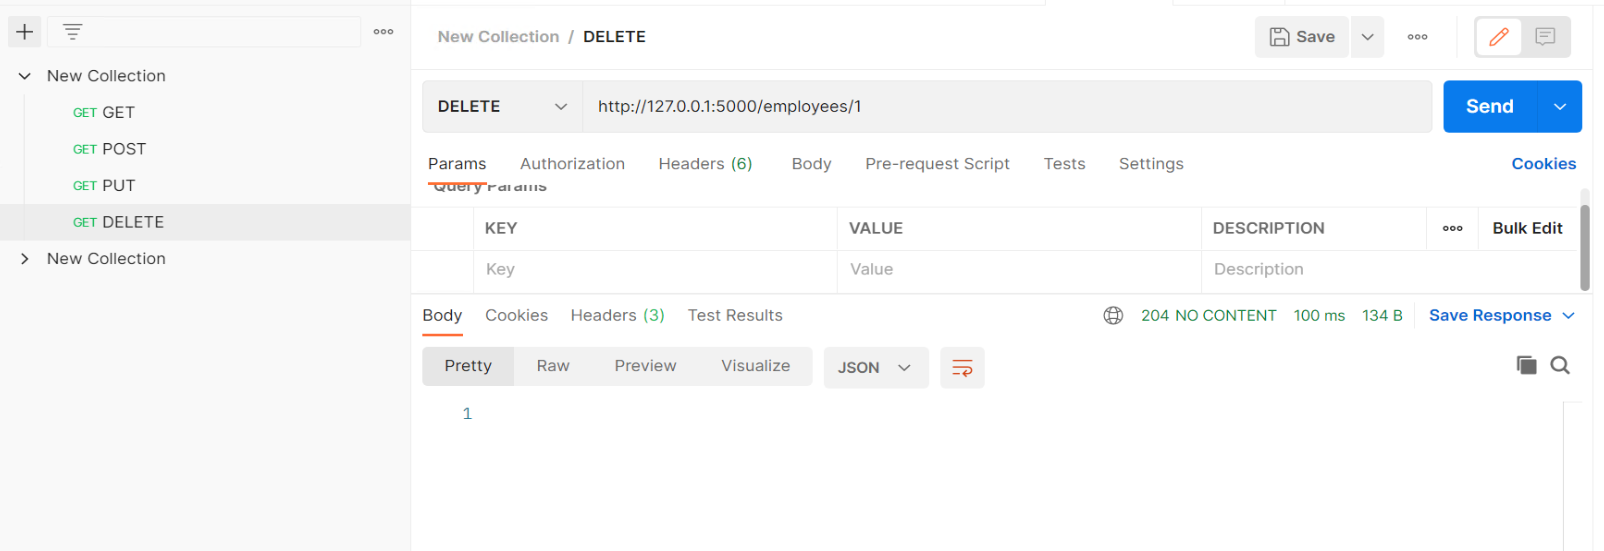 New Collection / DELETE
Save
New Collection
GET GET
GET POST
GET PUT
GET DELETE
New Collection
DELETE
http://127.0.0.1:5000/employees/1
Send
Params Authorization Headers (6) Body Pre-request Script Tests Settings Cookies
Query Params
KEY VALUE DESCRIPTION Bulk Edit
Key Value Description
Body Cookies Headers (3) Test Results 204 NO CONTENT 100 ms 134 B Save Response
Pretty Raw Preview Visualize JSON
1